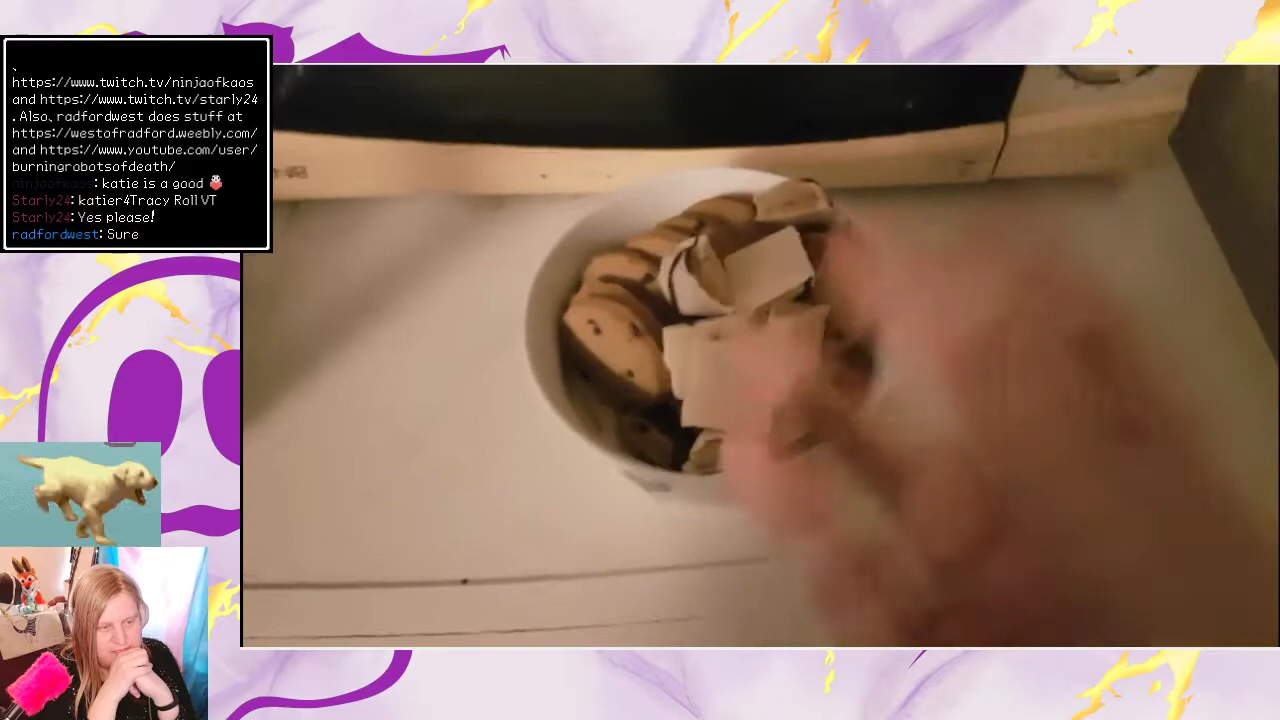 、
https://www.twitch.tv/ninjaofkaos
and https://www.twitch.tv/starly24
. Also, radfordwest does stuff at
https://westofradford.weebly.com/
and https://www.youtube.com/user/
burningrobotsofdeath/
ninjaofkaos: katie is a good
Starly24: katier4Tracy Roll VT
Starly24: Yes please!
radfordwest: Sure